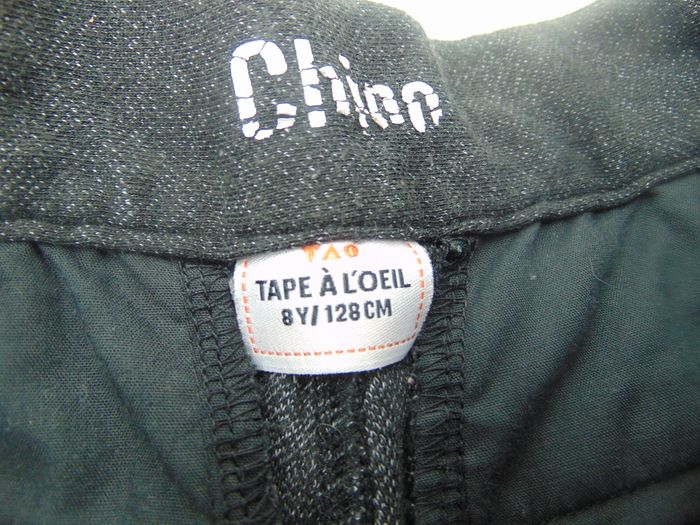 Chino
TAO
TAPE À L'OEIL
8Y/128CM